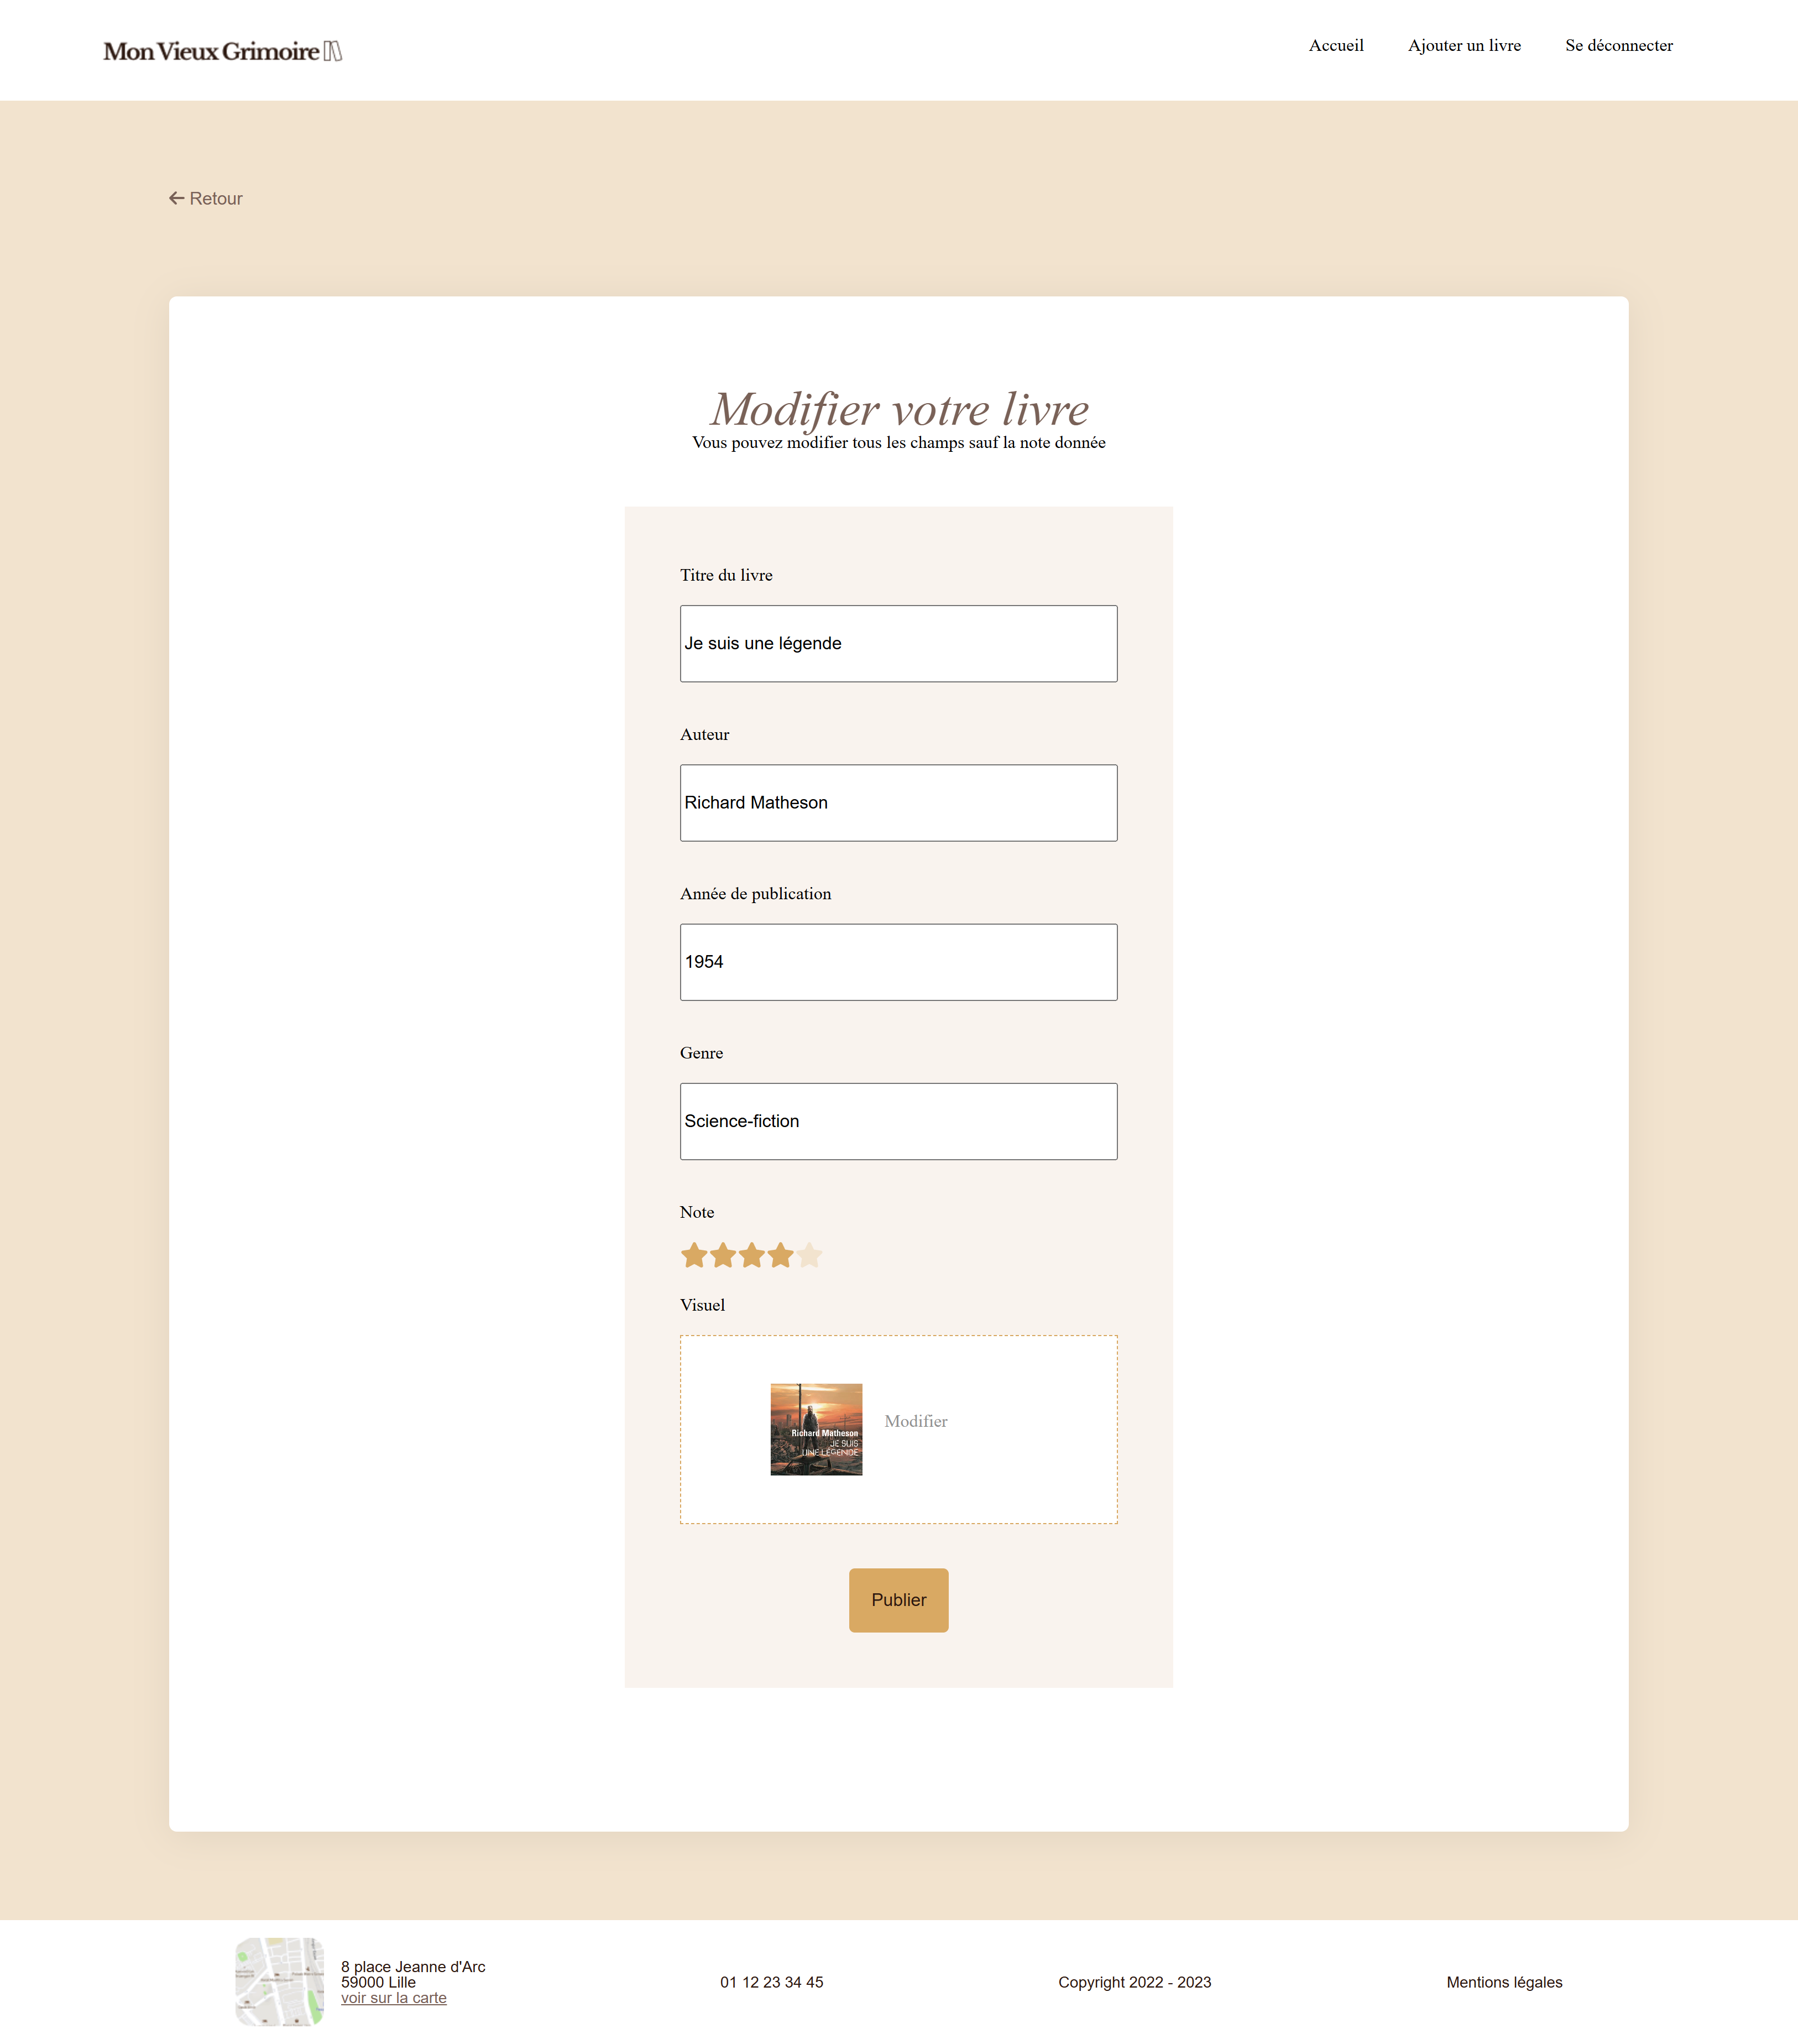 Mon Vieux Grimoire
Accueil
Ajouter un livre
Se déconnecter
Retour
Modifier votre livre
Vous pouvez modifier tous les champs sauf la note donnée
Titre du livre
Je suis une légende
Auteur
Richard Matheson
Année de publication
1954
Genre
Science-fiction
Note
Visuel
Richard Matheson
JE SUIS
UNE LÉGENDE
Modifier
Publier
8 place Jeanne d'Arc
59000 Lille
voir sur la carte
01 12 23 34 45
Copyright 2022 - 2023
Mentions légales